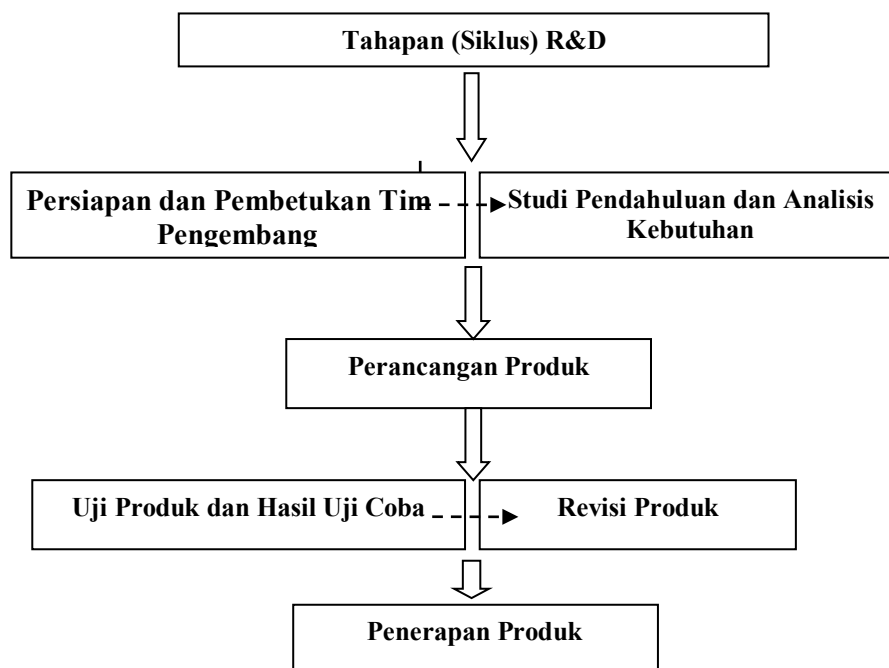 Tahapan (Siklus) R&D
Persiapan dan Pembetukan Tim
Pengembang
Studi Pendahuluan dan Analisis
Kebutuhan
Perancangan Produk
Uji Produk dan Hasil Uji Coba
Revisi Produk
Penerapan Produk